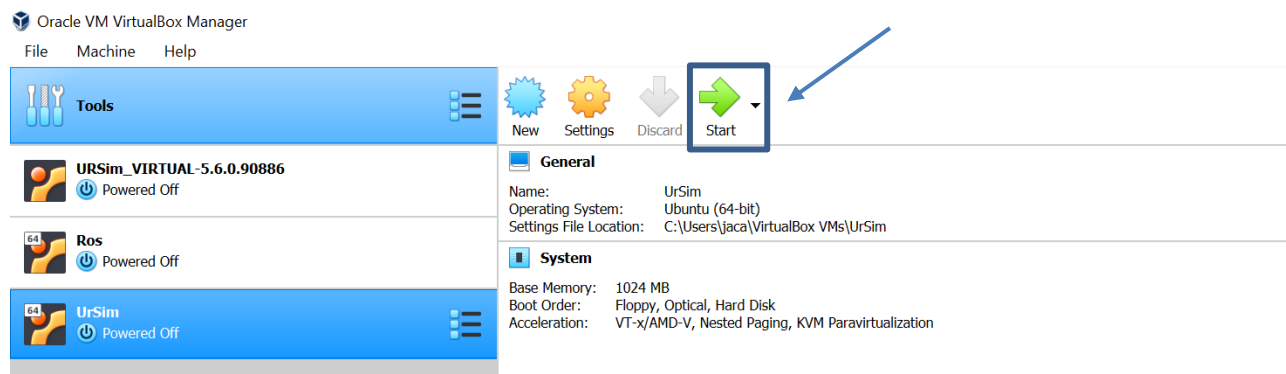 Oracle VM VirtualBox Manager
File Machine Help
Tools
New Settings Discard Start
URSim_VIRTUAL-5.6.0.90886
Powered Off
64
Ros
Powered Off
64
UrSim
Powered Off
General
Name: UrSim
Operating System: Ubuntu (64-bit)
Settings File Location: C:\Users\jaca\VirtualBox VMs\UrSim
System
Base Memory: 1024 MB
Boot Order: Floppy, Optical, Hard Disk
Acceleration: VT-x/AMD-V, Nested Paging, KVM Paravirtualization